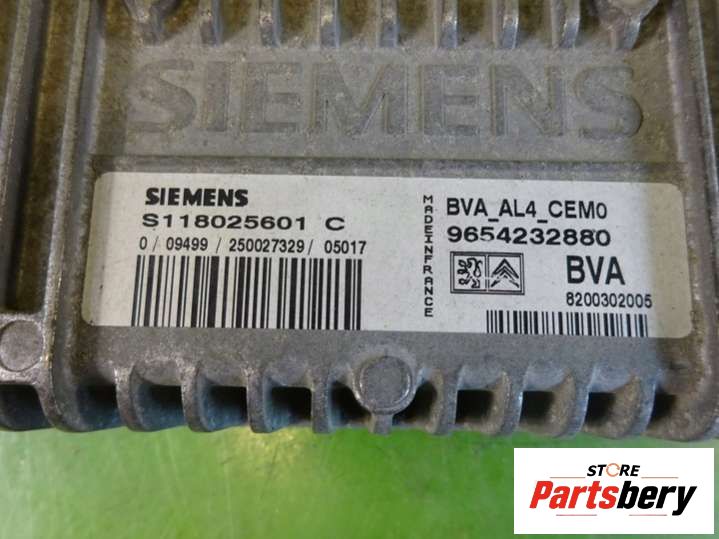 SIEMENS
SIEMENS
S118025601 C
0/ 09499 / 250027329/ 05017
MADEINFRANCE
BVA_AL4_CEM0
9654232880
BVA
8200302005
STORE
Partsbery